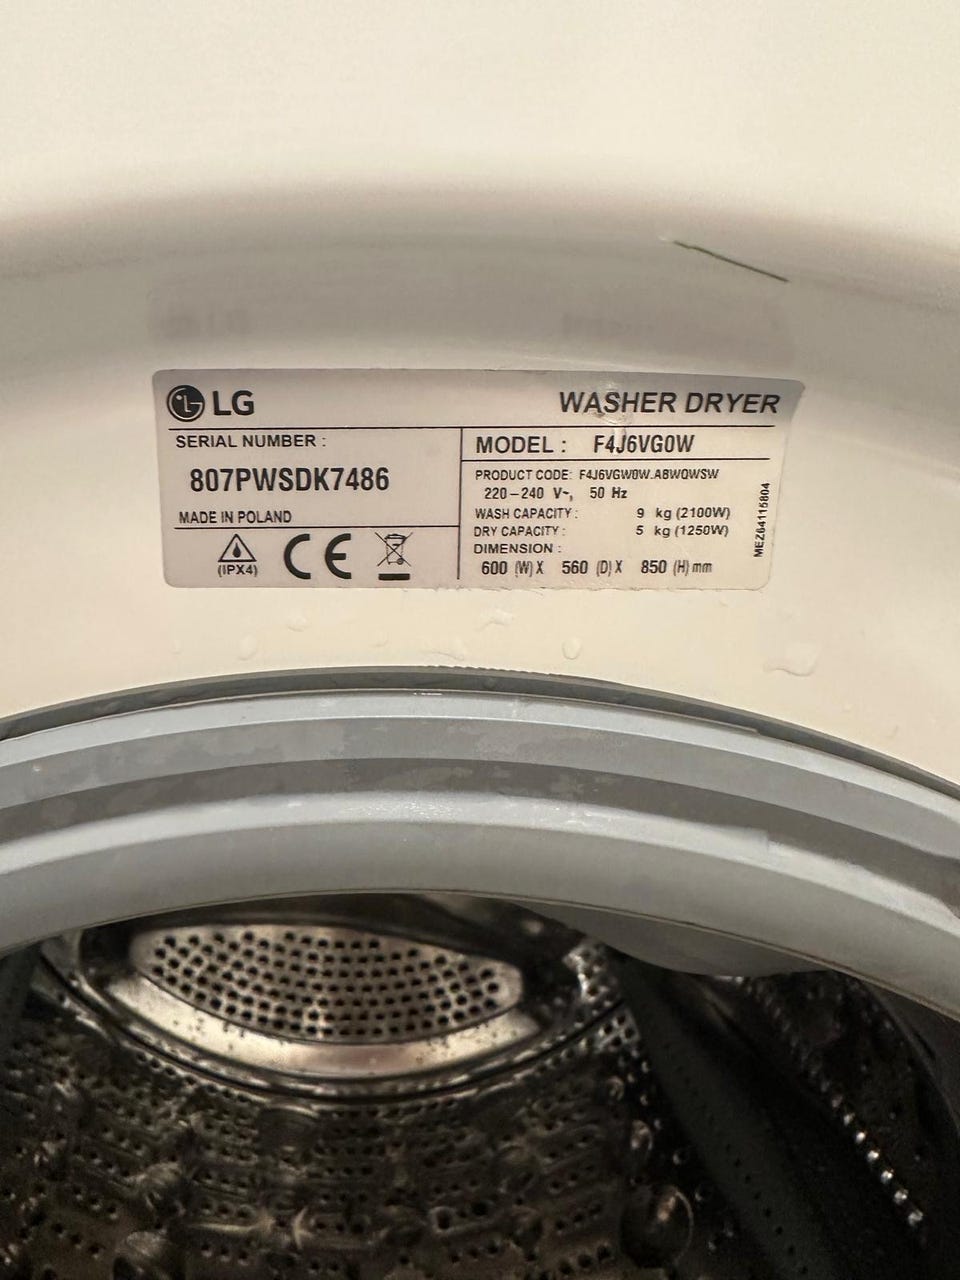 LG WASHER DRYER
SERIAL NUMBER :
807PWSDK7486
MADE IN POLAND
(IPX4) CE
MODEL : F4J6VG0W
PRODUCT CODE: F4J6VGW0W.ABWQWSW
220-240 V~, 50 Hz
WASH CAPACITY : 9 kg (2100W)
DRY CAPACITY : 5 kg (1250W)
DIMENSION :
600 (W) X 560 (D) X 850 (H) mm
MEZ64115804